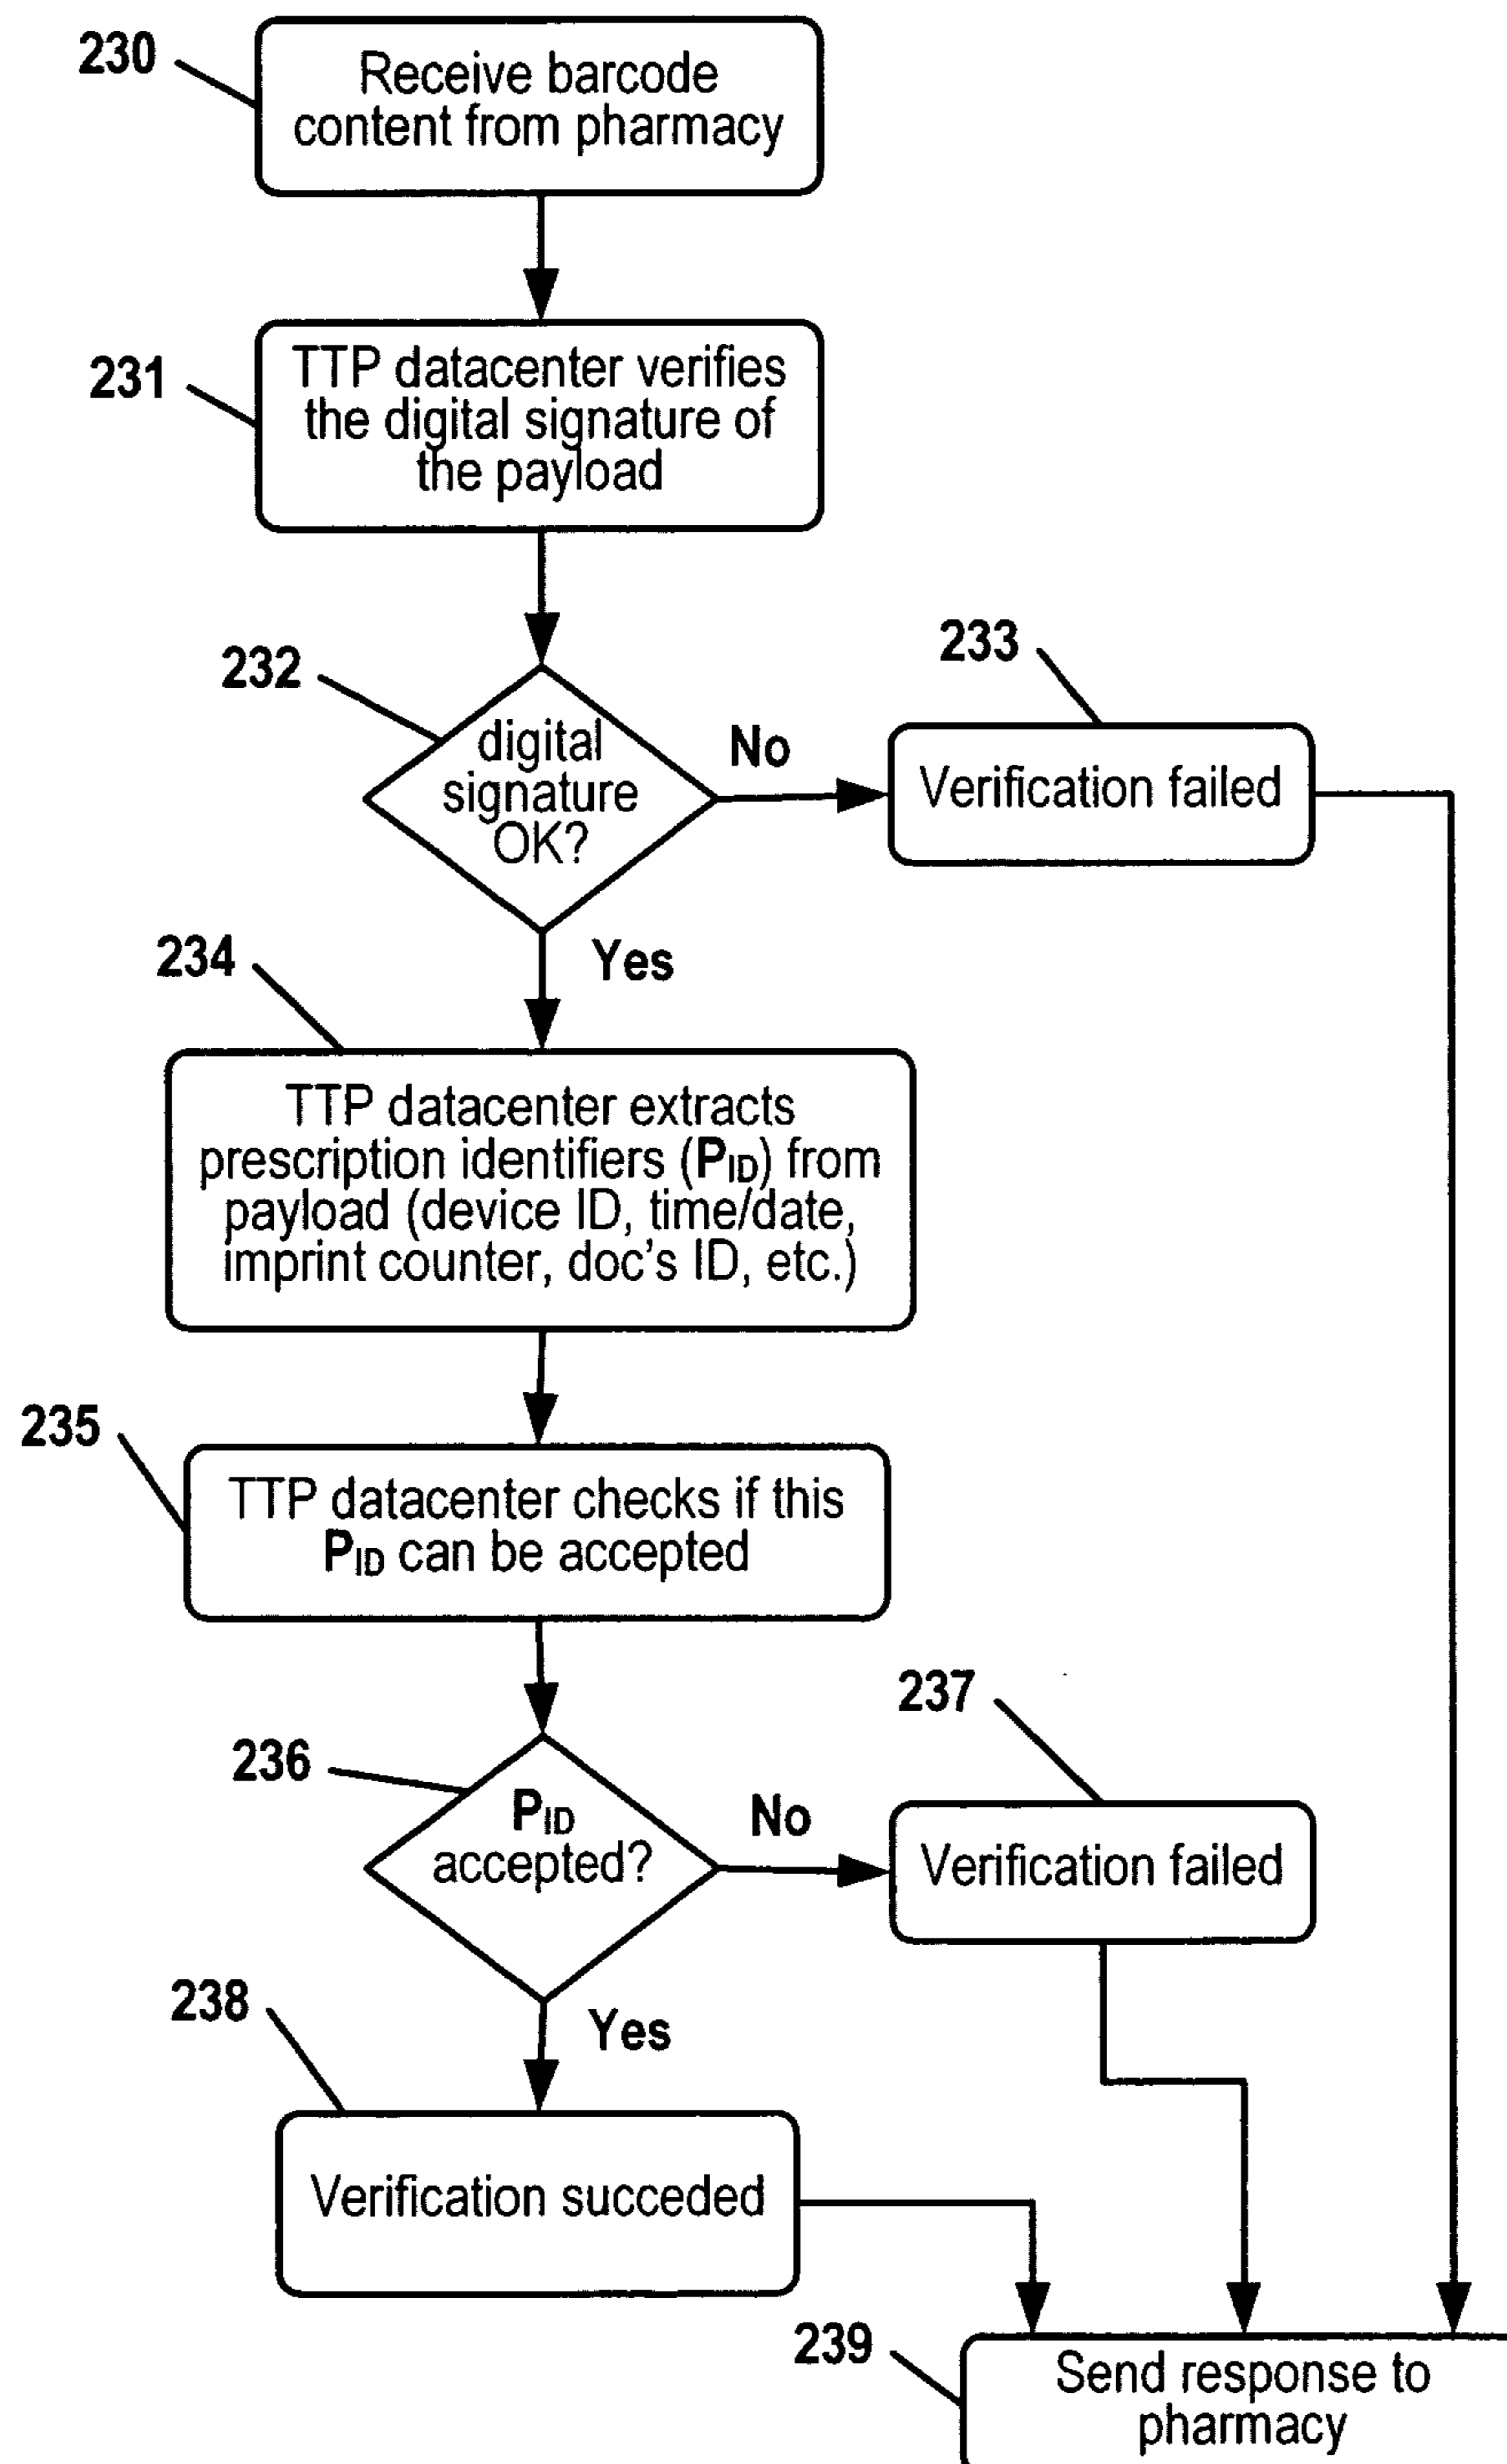 230
Receive barcode
content from pharmacy
231
TTP datacenter verifies
the digital signature of
the payload
232
digital
signature
OK?
No
233
Verification failed
Yes
234
TTP datacenter extracts
prescription identifiers (PID) from
payload (device ID, time/date,
imprint counter, doc's ID, etc.)
235
TTP datacenter checks if this
PID can be accepted
236
PID
accepted?
No
237
Verification failed
Yes
238
Verification succeded
239
Send response to
pharmacy